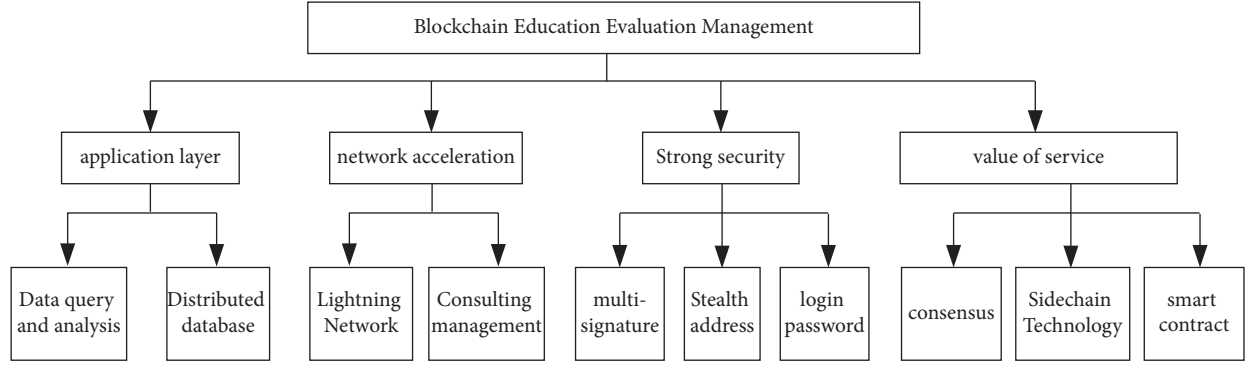 Blockchain Education Evaluation Management
application layer
network acceleration
Strong security
value of service
Data query
and analysis
Distributed
database
Lightning
Network
Consulting
management
multi-
signature
Stealth
address
login
password
consensus
Sidechain
Technology
smart
contract